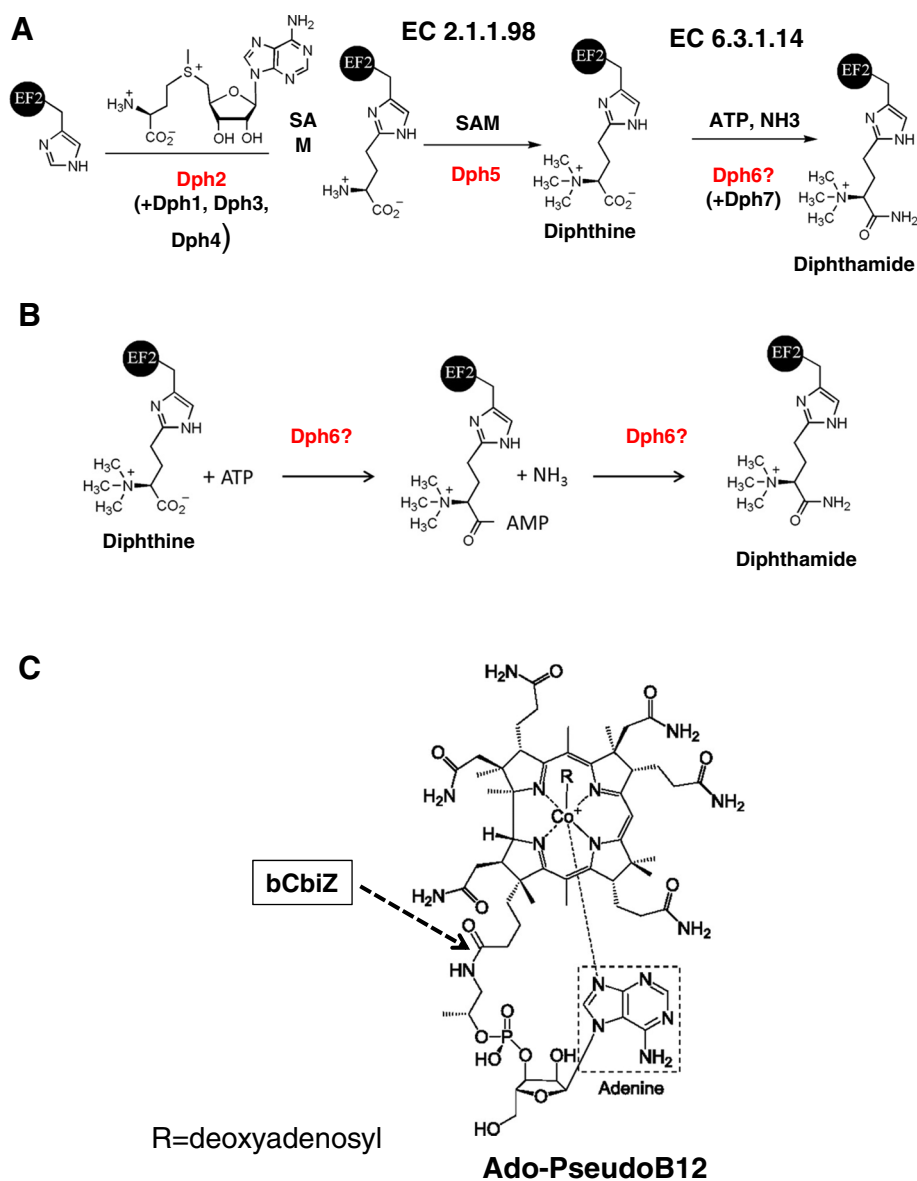 A
EC 2.1.1.98
EC 6.3.1.14
EF2
N
NH
S+
H3N+
CO2−
O
OH OH
N
N
N
N
NH2
SA
M
Dph2
(+Dph1, Dph3,
Dph4)
EF2
N
NH
H3N+
CO2−
SAM
Dph5
EF2
N
NH
H3C
H3C N+
H3C
CO2−
Diphthine
ATP, NH3
Dph6?
(+Dph7)
EF2
N
NH
H3C
H3C N+
H3C
O
NH2
Diphthamide
B
EF2
N
NH
H3C
H3C N+
H3C
CO2−
Diphthine
+ ATP
Dph6?
EF2
N
NH
H3C
H3C N+
H3C
O
AMP
+ NH3
Dph6?
EF2
N
NH
H3C
H3C N+
H3C
O
NH2
Diphthamide
C
H2N
O
O
NH2
O
H2N
O
NH2
R
N
N
Co+
N
N
H
H2N
O
O
NH2
bCbiZ
O
HN
O
O
P
HO
O
OH
O
HO
N
N
N
N
NH2
Adenine
R=deoxyadenosyl
Ado-PseudoB12